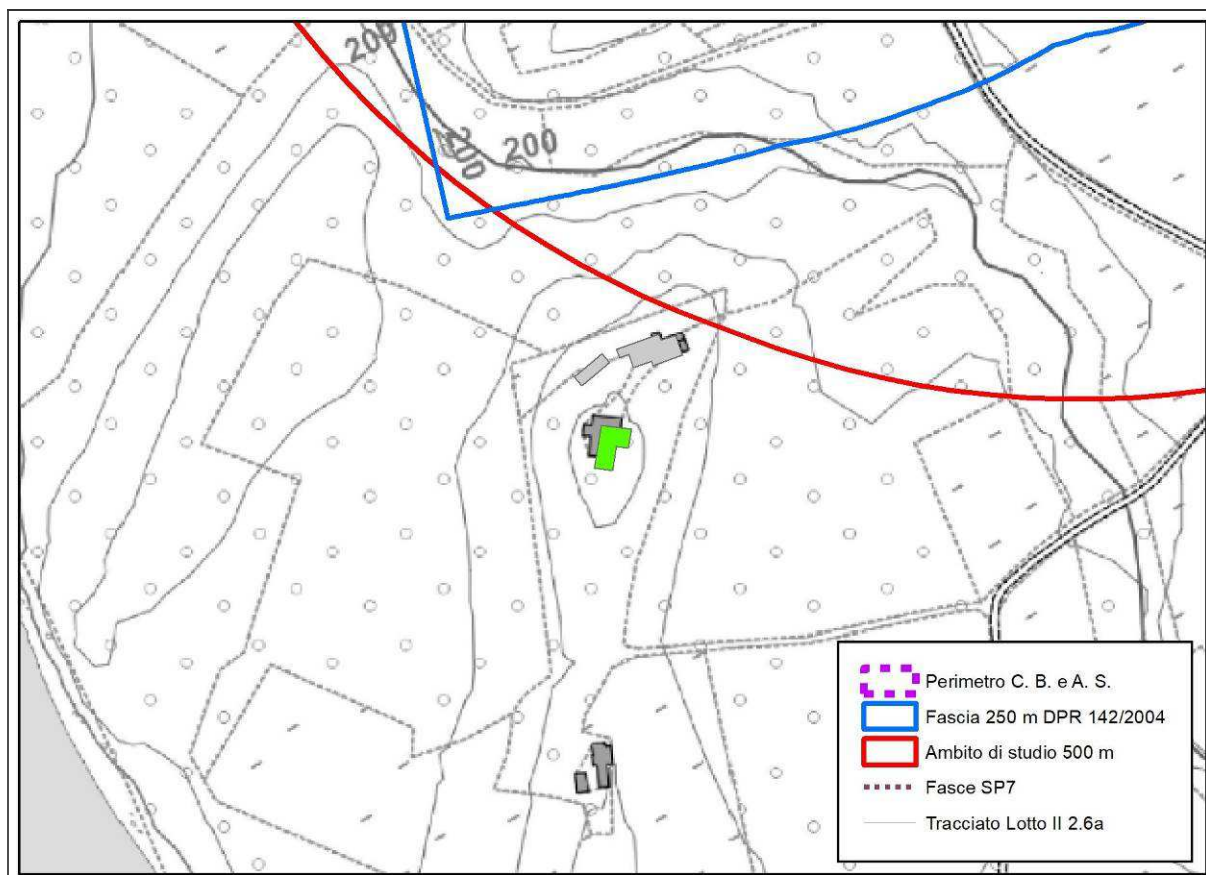 200
200
200
Perimetro C. B. e A. S.
Fascia 250 m DPR 142/2004
Ambito di studio 500 m
Fasce SP7
Tracciato Lotto II 2.6a